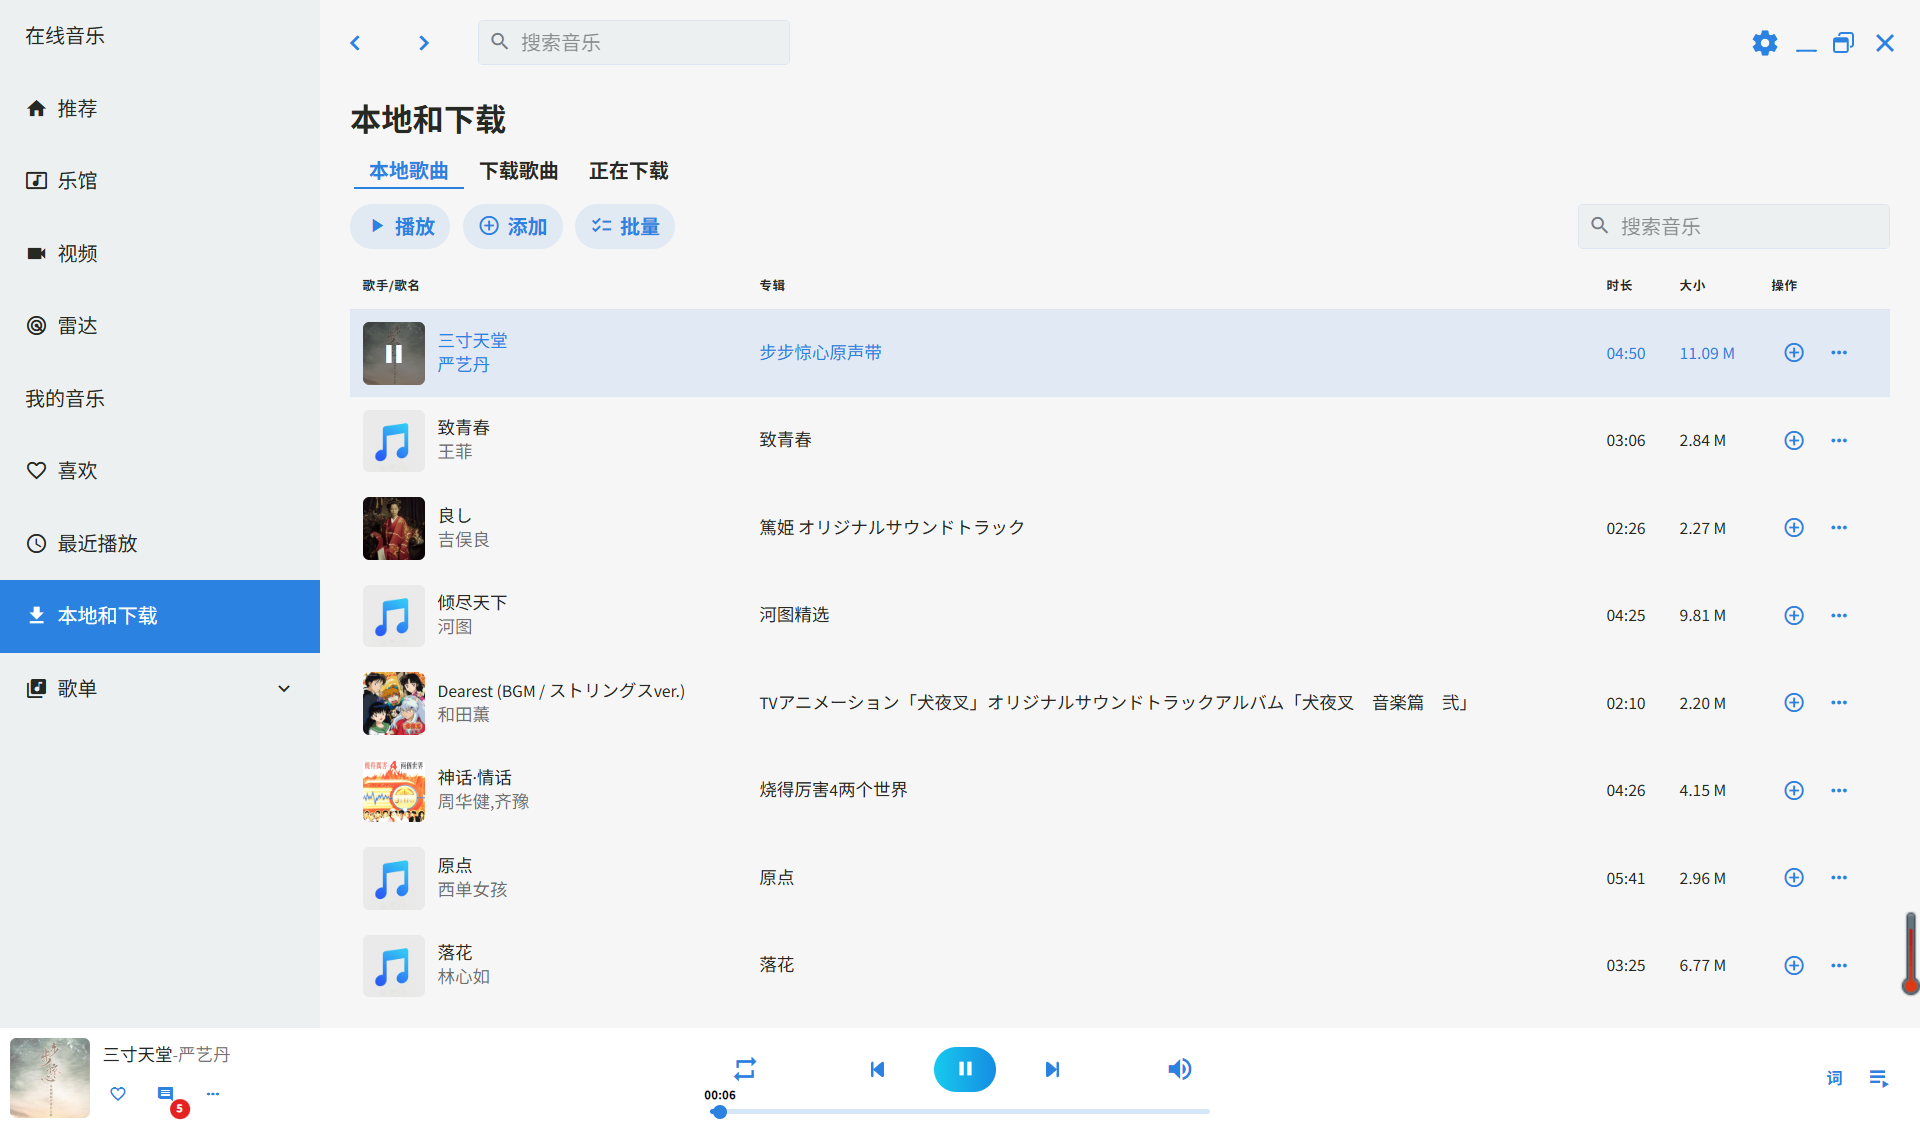 在线音乐
推荐
乐馆
视频
雷达
我的音乐
喜欢
最近播放
本地和下载
歌单
搜索音乐
本地和下载
本地歌曲 下载歌曲 正在下载
播放 添加 批量 搜索音乐
歌手/歌名 专辑 时长 大小 操作
三寸天堂
严艺丹
步步惊心原声带 04:50 11.09 M
致青春
王菲
致青春 03:06 2.84 M
良し
吉俣良
篤姫 オリジナルサウンドトラック 02:26 2.27 M
倾尽天下
河图
河图精选 04:25 9.81 M
Dearest (BGM / ストリングスver.)
和田薫
TVアニメーション「犬夜叉」オリジナルサウンドトラックアルバム「犬夜叉　音楽篇　弐」 02:10 2.20 M
神话·情话
周华健,齐豫
烧得厉害4两个世界 04:26 4.15 M
原点
西单女孩
原点 05:41 2.96 M
落花
林心如
落花 03:25 6.77 M
三寸天堂-严艺丹
5
00:06
词